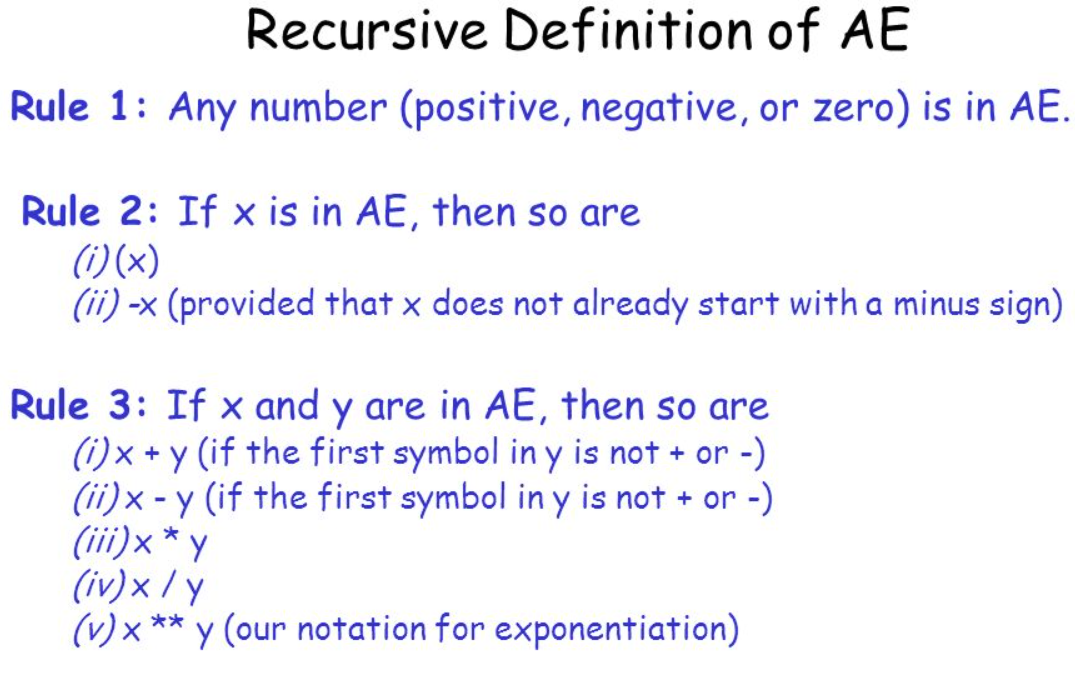 Recursive Definition of AE
Rule 1: Any number (positive, negative, or zero) is in AE.
Rule 2: If x is in AE, then so are
(i) (x)
(ii) -x (provided that x does not already start with a minus sign)
Rule 3: If x and y are in AE, then so are
(i) x + y (if the first symbol in y is not + or -)
(ii) x - y (if the first symbol in y is not + or -)
(iii) x * y
(iv) x / y
(v) x ** y (our notation for exponentiation)